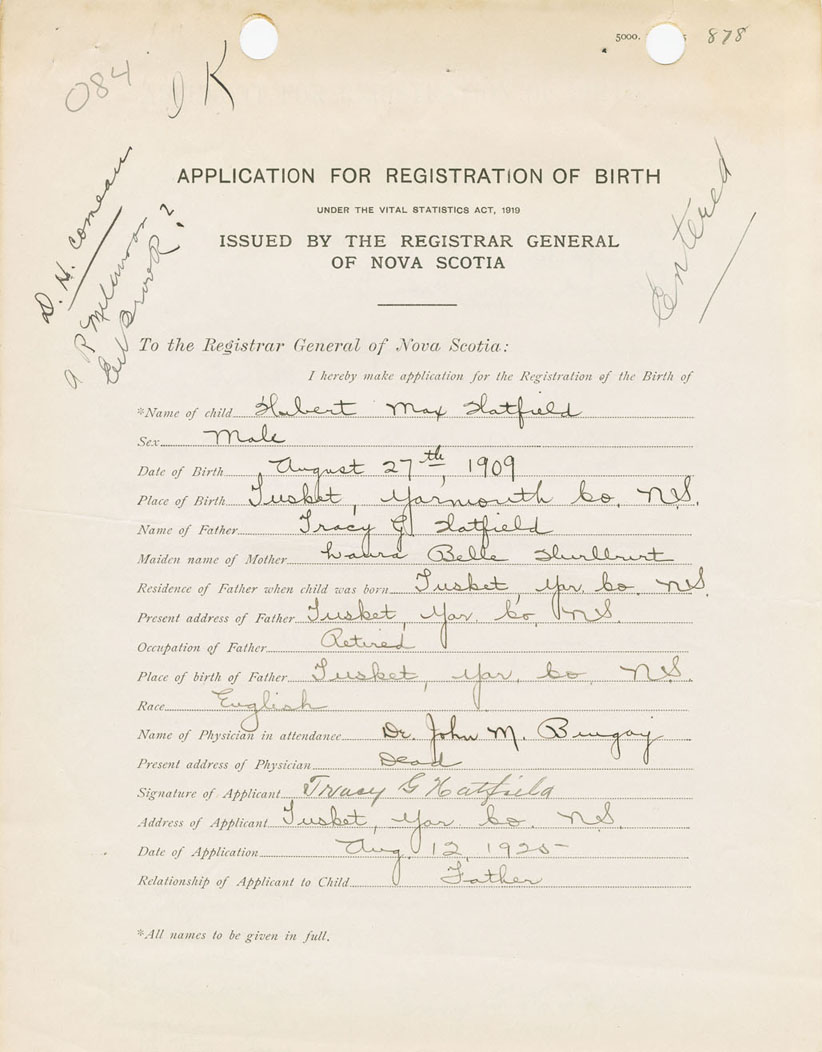 5000. 878
084 OK
D. H. Comeau
A P Melanson
Eel Brook?
Entered
APPLICATION FOR REGISTRATION OF BIRTH
UNDER THE VITAL STATISTICS ACT, 1919
ISSUED BY THE REGISTRAR GENERAL
OF NOVA SCOTIA
To the Registrar General of Nova Scotia:
I hereby make application for the Registration of the Birth of
*Name of child Hubert Max Hatfield
Sex Male
Date of Birth August 27th, 1909
Place of Birth Tusket, Yarmouth Co. N.S.
Name of Father Tracy G. Hatfield
Maiden name of Mother Laura Belle Hurlburt
Residence of Father when child was born Tusket, Yar. Co. N.S.
Present address of Father Tusket, Yar. Co, N.S.
Occupation of Father Retired
Place of birth of Father Tusket, Yar. Co, N.S.
Race English
Name of Physician in attendance Dr. John M. Bingay
Present address of Physician Dead
Signature of Applicant Tracy G Hatfield
Address of Applicant Tusket, Yar. Co. N.S.
Date of Application Aug 12, 1925
Relationship of Applicant to Child Father
*All names to be given in full.